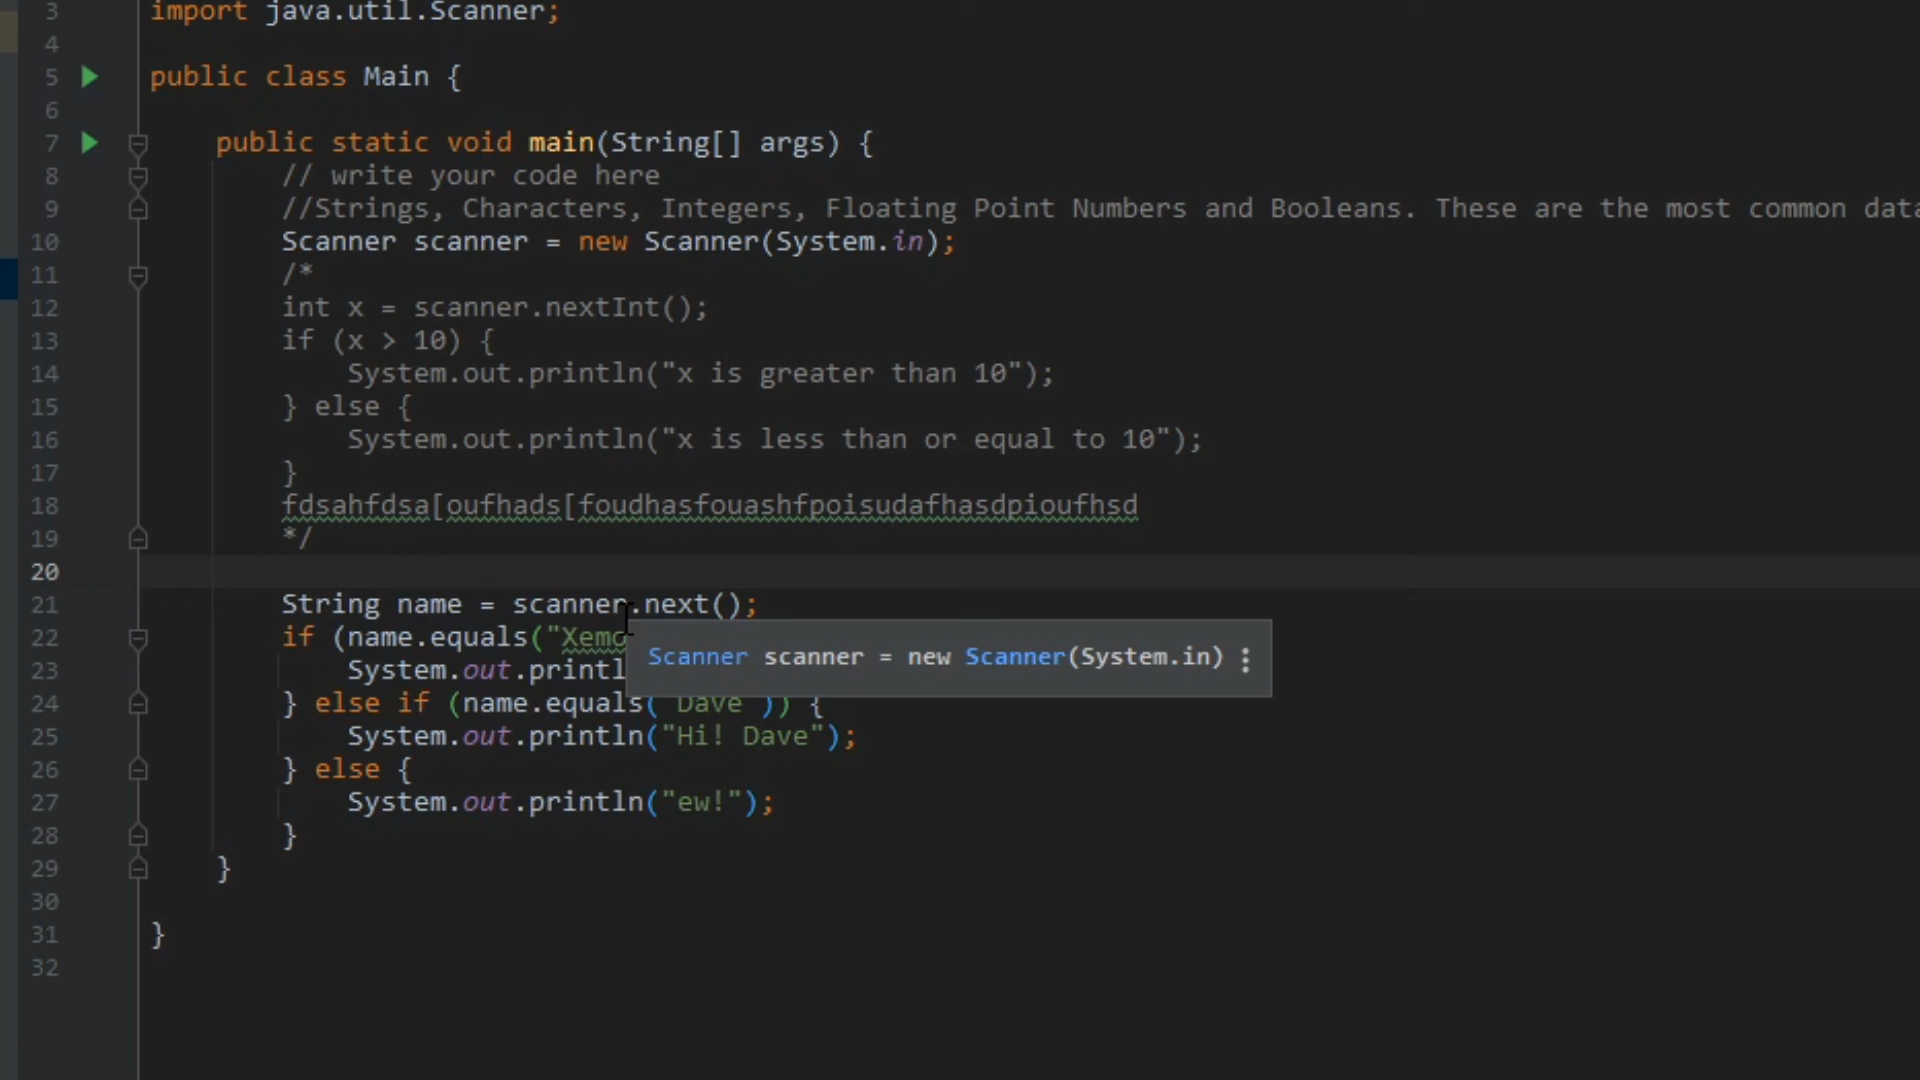 3 import java.util.Scanner;
4
5 public class Main {
6
7 public static void main(String[] args) {
8 // write your code here
9 //Strings, Characters, Integers, Floating Point Numbers and Booleans. These are the most common data
10 Scanner scanner = new Scanner(System.in);
11 /*
12 int x = scanner.nextInt();
13 if (x > 10) {
14 System.out.println("x is greater than 10");
15 } else {
16 System.out.println("x is less than or equal to 10");
17 }
18 fdsahfdsa[oufhads[foudhasfouashfpoisudafhasdpioufhsd
19 */
20
21 String name = scanner.next();
22 if (name.equals("Xemo
Scanner scanner = new Scanner(System.in)
23 System.out.printl
24 } else if (name.equals("Dave")) {
25 System.out.println("Hi! Dave");
26 } else {
27 System.out.println("ew!");
28 }
29 }
30
31 }
32